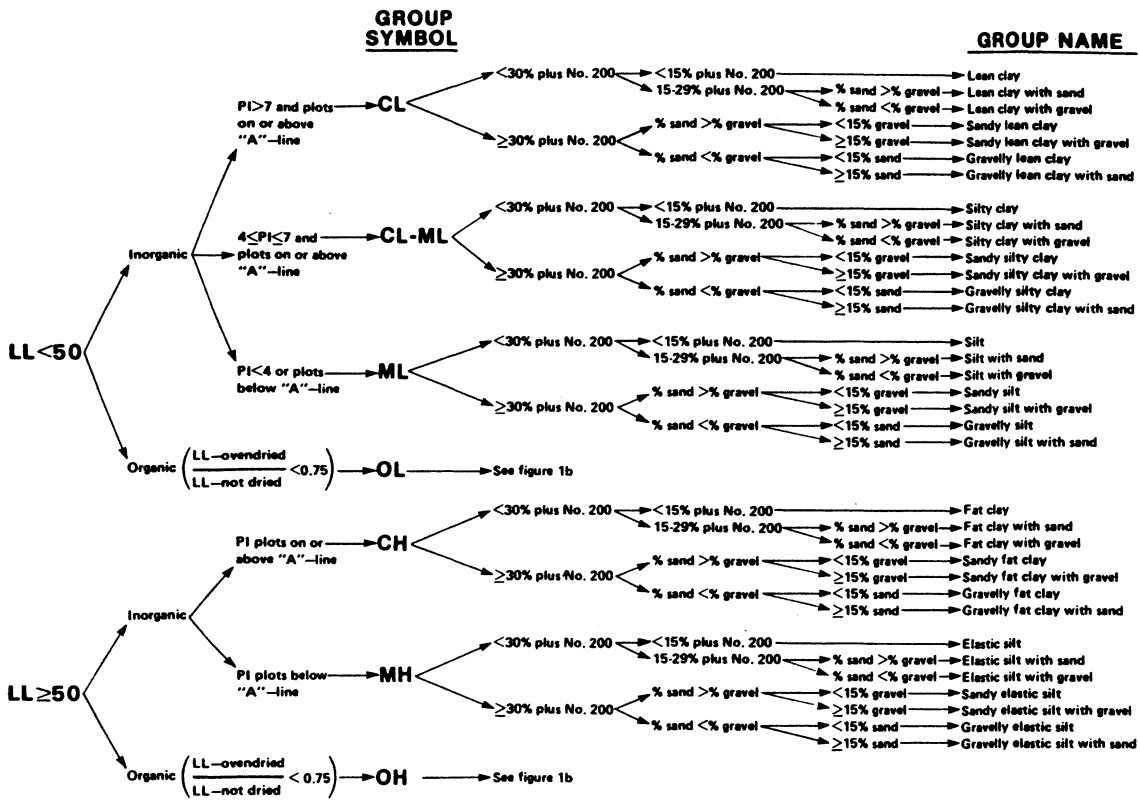 GROUP
SYMBOL
GROUP NAME
LL<50
Inorganic
PI>7 and plots
on or above
"A"—line
CL
<30% plus No. 200
<15% plus No. 200
Lean clay
15-29% plus No. 200
% sand >% gravel
Lean clay with sand
% sand <% gravel
Lean clay with gravel
≥30% plus No. 200
% sand >% gravel
<15% gravel
Sandy lean clay
≥15% gravel
Sandy lean clay with gravel
% sand <% gravel
<15% sand
Gravelly lean clay
≥15% sand
Gravelly lean clay with sand
4≤PI≤7 and
plots on or above
"A"—line
CL-ML
<30% plus No. 200
<15% plus No. 200
Silty clay
15-29% plus No. 200
% sand >% gravel
Silty clay with sand
% sand <% gravel
Silty clay with gravel
≥30% plus No. 200
% sand >% gravel
<15% gravel
Sandy silty clay
≥15% gravel
Sandy silty clay with gravel
% sand <% gravel
<15% sand
Gravelly silty clay
≥15% sand
Gravelly silty clay with sand
PI<4 or plots
below "A"—line
ML
<30% plus No. 200
<15% plus No. 200
Silt
15-29% plus No. 200
% sand >% gravel
Silt with sand
% sand <% gravel
Silt with gravel
≥30% plus No. 200
% sand >% gravel
<15% gravel
Sandy silt
≥15% gravel
Sandy silt with gravel
% sand <% gravel
<15% sand
Gravelly silt
≥15% sand
Gravelly silt with sand
Organic (LL—ovendried / LL—not dried <0.75)
OL
See figure 1b
LL≥50
Inorganic
PI plots on or
above "A"—line
CH
<30% plus No. 200
<15% plus No. 200
Fat clay
15-29% plus No. 200
% sand >% gravel
Fat clay with sand
% sand <% gravel
Fat clay with gravel
≥30% plus No. 200
% sand >% gravel
<15% gravel
Sandy fat clay
≥15% gravel
Sandy fat clay with gravel
% sand <% gravel
<15% sand
Gravelly fat clay
≥15% sand
Gravelly fat clay with sand
PI plots below
"A"—line
MH
<30% plus No. 200
<15% plus No. 200
Elastic silt
15-29% plus No. 200
% sand >% gravel
Elastic silt with sand
% sand <% gravel
Elastic silt with gravel
≥30% plus No. 200
% sand >% gravel
<15% gravel
Sandy elastic silt
≥15% gravel
Sandy elastic silt with gravel
% sand <% gravel
<15% sand
Gravelly elastic silt
≥15% sand
Gravelly elastic silt with sand
Organic (LL—ovendried / LL—not dried < 0.75)
OH
See figure 1b